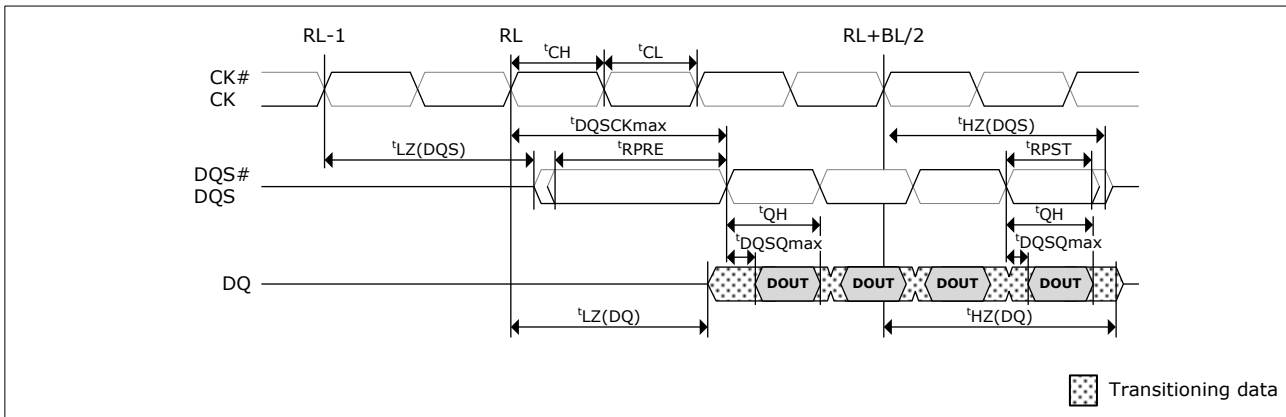 RL-1 RL RL+BL/2
tCH tCL
CK#
CK
tDQSCKmax tHZ(DQS)
tLZ(DQS) tRPRE tRPST
DQS#
DQS
tQH tQH
tDQSQmax tDQSQmax
DQ DOUT DOUT DOUT DOUT
tLZ(DQ) tHZ(DQ)
Transitioning data